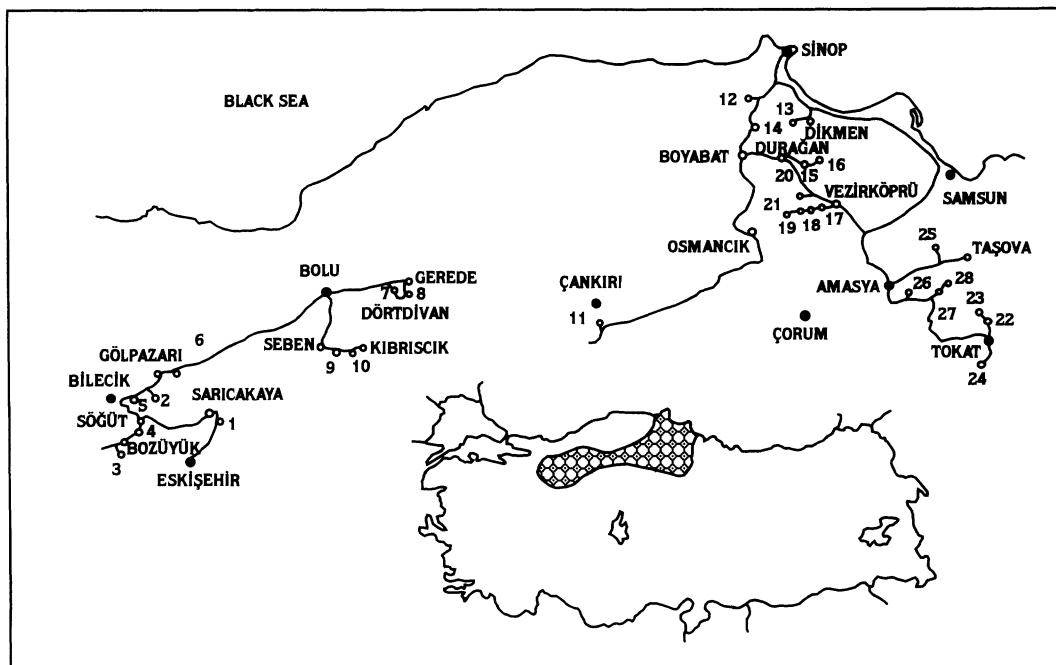 SİNOP
BLACK SEA
12
13
14
DİKMEN
DURAĞAN
BOYABAT
16
20
15
VEZİRKÖPRÜ
SAMSUN
21
19
18
17
OSMANCIK
25
TAŞOVA
BOLU
GEREDE
7
8
DÖRTDİVAN
ÇANKIRI
AMASYA
26
28
11
ÇORUM
27
23
22
6
SEBEN
KIBRISCIK
9
10
TOKAT
24
GÖLPAZARI
BİLECİK
5
2
SARICAKAYA
SÖĞÜT
4
1
BOZÜYÜK
3
ESKİŞEHİR